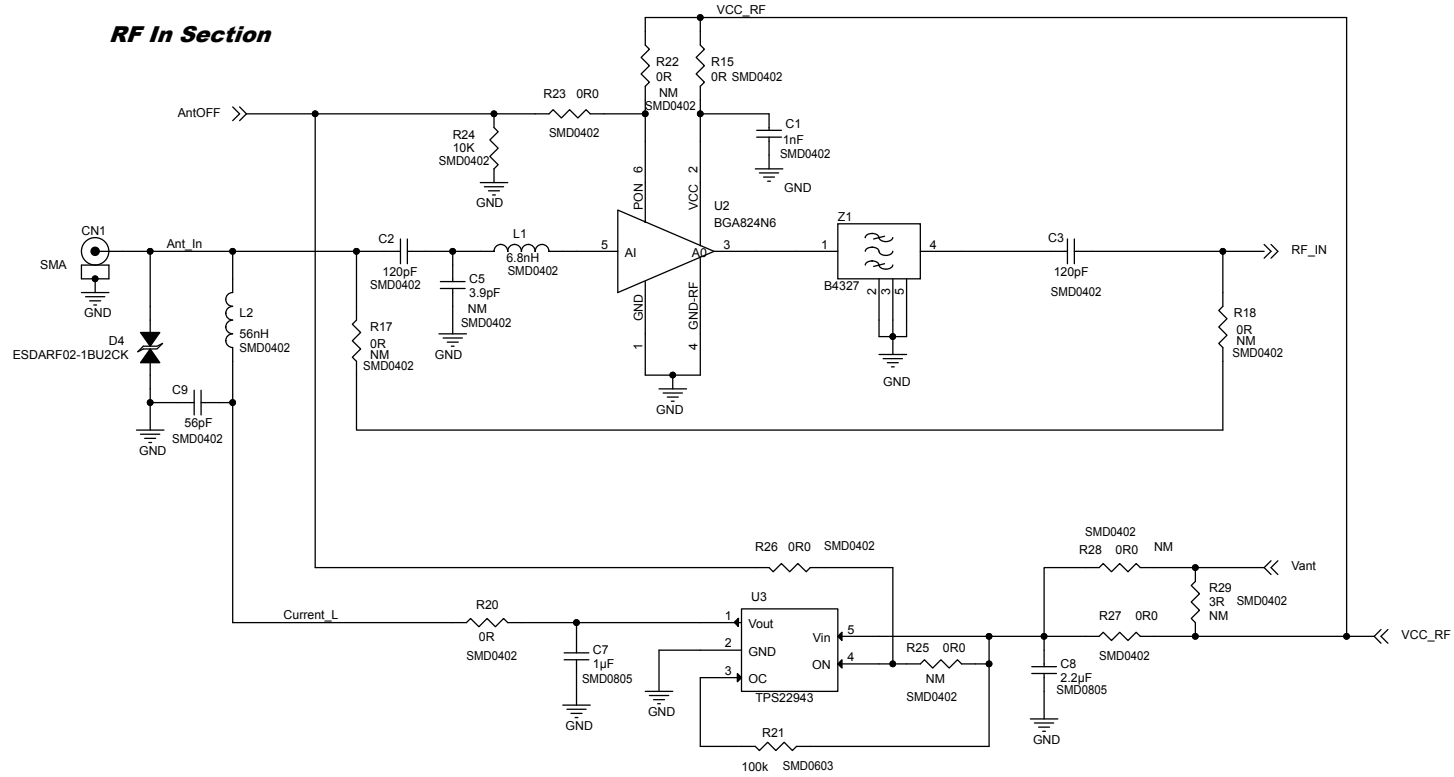 RF In Section
VCC_RF
R22
0R
NM
SMD0402
R15
0R SMD0402
R23 0R0
SMD0402
AntOFF
R24
10K
SMD0402
GND
C1
1nF
SMD0402
GND
PON 6
VCC 2
U2
BGA824N6
CN1
SMA
GND
Ant_In
C2
120pF
SMD0402
L1
6.8nH
SMD0402
C5
3.9pF
NM
SMD0402
GND
5
AI
A0
3
GND
1
GND-RF
4
GND
Z1
1
4
B4327
2
3
5
GND
C3
120pF
RF_IN
D4
ESDARF02-1BU2CK
L2
56nH
SMD0402
R17
0R
NM
SMD0402
R18
0R
NM
SMD0402
C9
56pF
SMD0402
GND
SMD0402
R28 0R0 NM
Vant
R26 0R0 SMD0402
R29
3R SMD0402
NM
Current_L
R20
0R
SMD0402
U3
1 Vout
2 GND
3 OC
Vin 5
ON 4
TPS22943
R25 0R0
NM
SMD0402
R27 0R0
SMD0402
VCC_RF
C7
1µF
SMD0805
GND
GND
C8
2.2µF
SMD0805
GND
R21
100k SMD0603